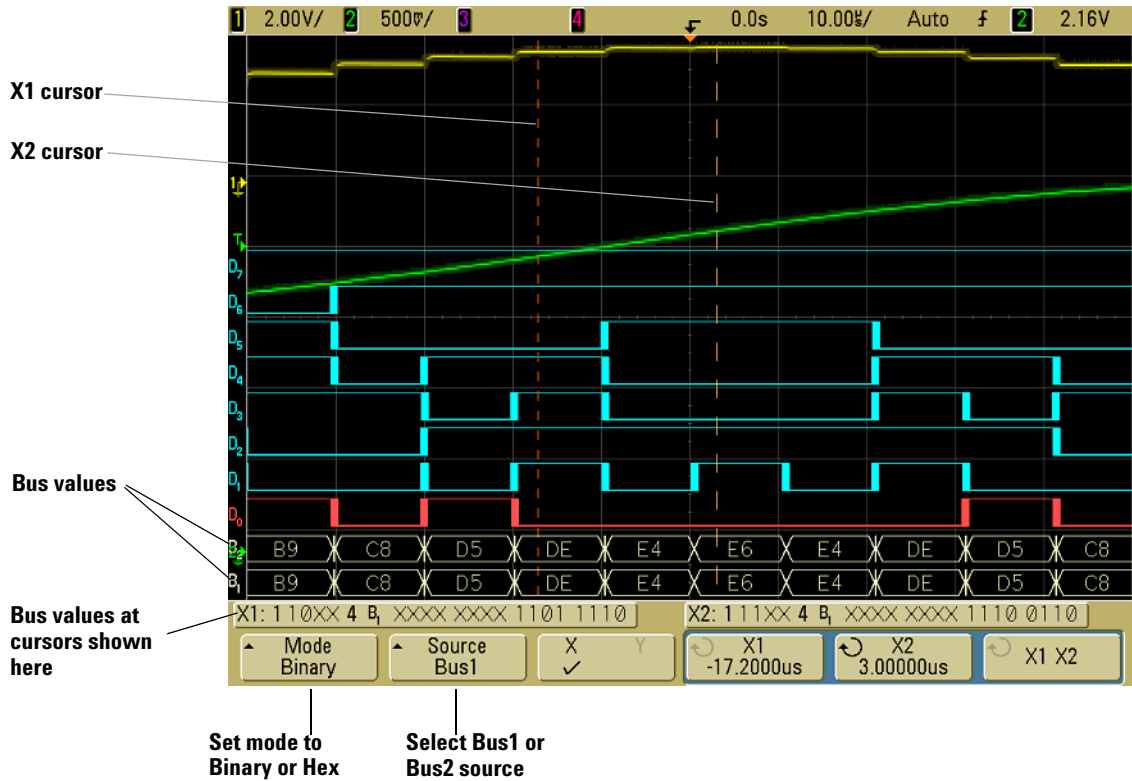 1 2.00V/ 2 500m/ 3 4 0.0s 10.00us/ Auto 2 2.16V
X1 cursor
X2 cursor
1
T
D7
D6
D5
D4
D3
D2
D1
D0
Bus values
B2 B9 C8 D5 DE E4 E6 E4 DE D5 C8
B1 B9 C8 D5 DE E4 E6 E4 DE D5 C8
Bus values at
cursors shown
here
X1: 1 10XX 4 B1 XXXX XXXX 1101 1110
X2: 1 11XX 4 B1 XXXX XXXX 1110 0110
Mode
Binary
Source
Bus1
X Y
✓
X1
-17.2000us
X2
3.00000us
X1 X2
Set mode to
Binary or Hex
Select Bus1 or
Bus2 source